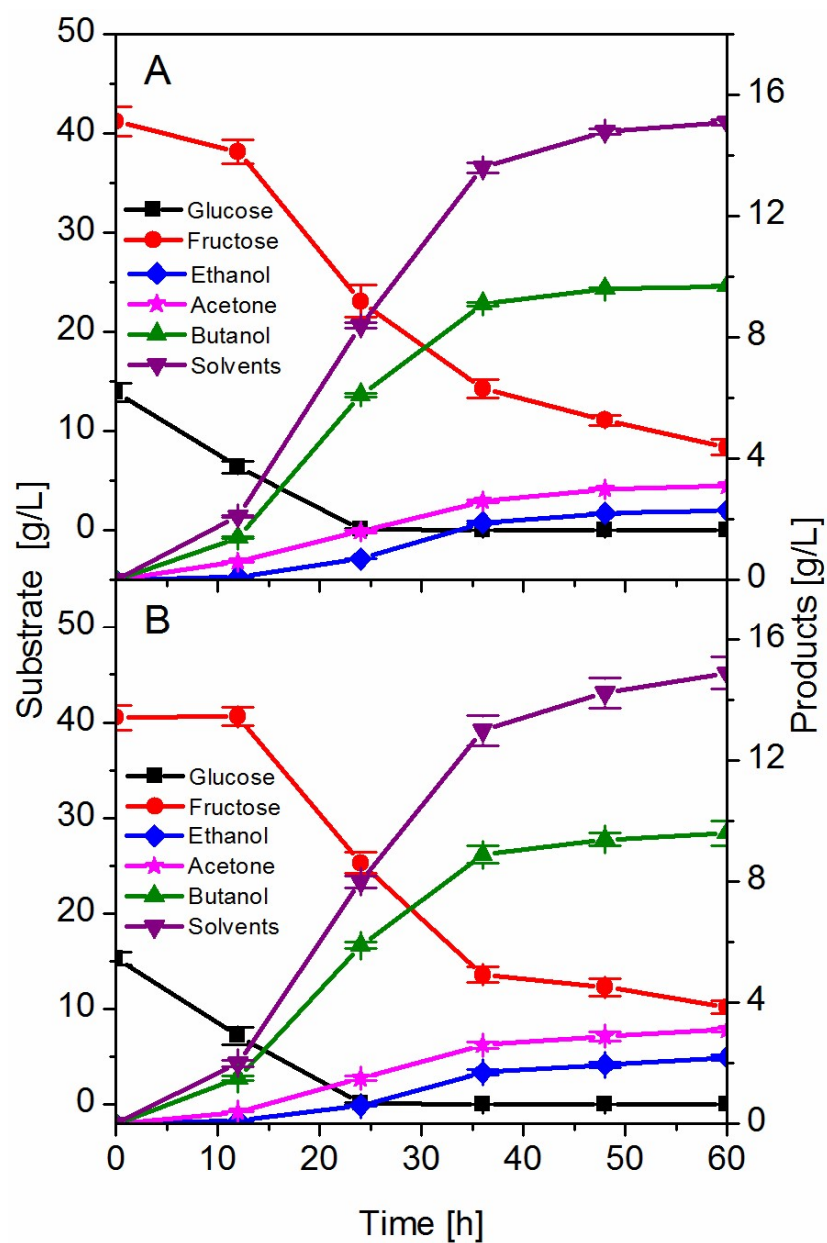 50
40
30
20
10
0
A
Glucose
Fructose
Ethanol
Acetone
Butanol
Solvents
16
12
8
4
0
50
40
30
20
10
0
B
Glucose
Fructose
Ethanol
Acetone
Butanol
Solvents
16
12
8
4
0
Substrate [g/L]
Products [g/L]
0 10 20 30 40 50 60
Time [h]